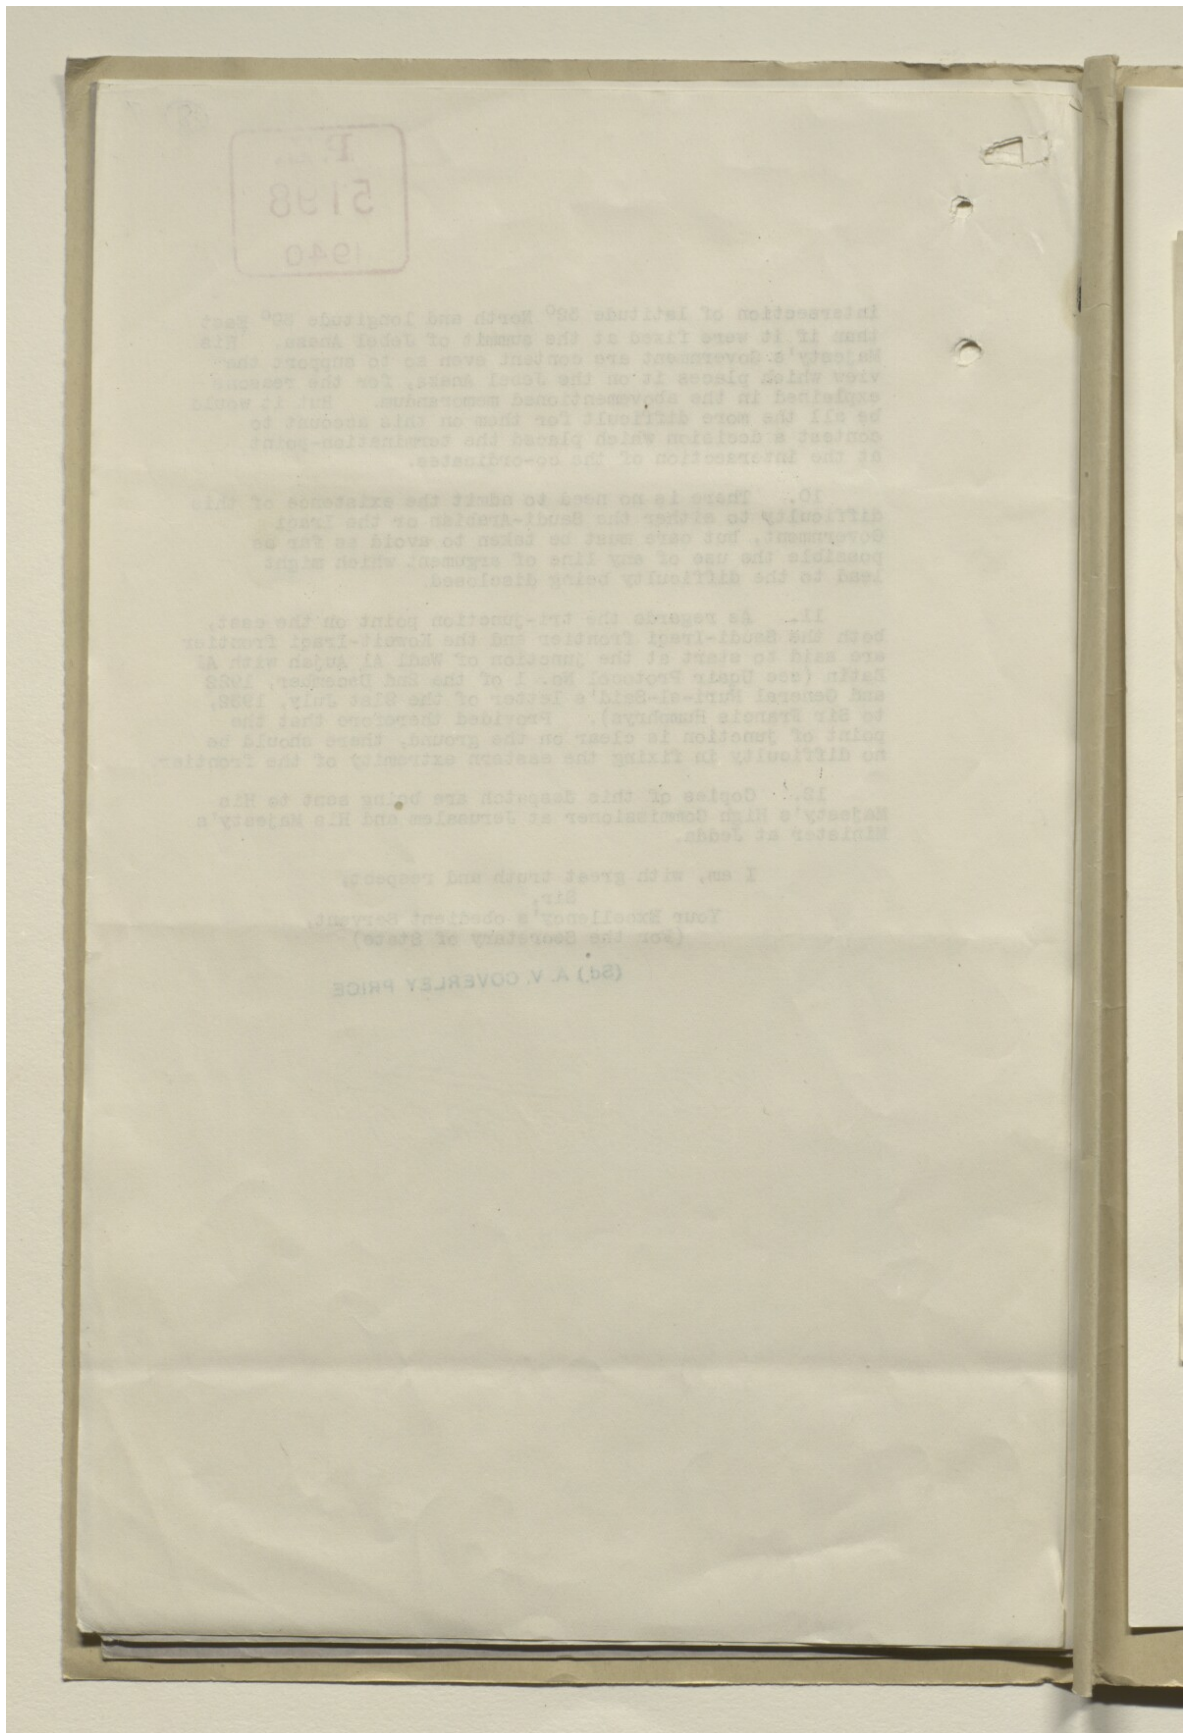 P.Z.
5198
1940
intersection of latitude 32° North and longitude East
than if it were fixed at the summit of Jebel Anaza. His
Majesty's Government are content even so to support the
view which places it on the Jebel Anaza, for the reasons
explained in the abovementioned memorandum. But it would
be all the more difficult for them on this account to
contest a decision which placed the termination-point
at the intersection of the co-ordinates.
10. There is no need to admit the existence of this
difficulty to either the Saudi-Arabian or the Iraqi
Government, but care must be taken to avoid as far as
possible the use of any line of argument which might
lead to the difficulty being disclosed.
11. As regards the tri-junction point on the east,
both the Saudi-Iraqi frontier and the Koweit-Iraqi frontier
are said to start at the junction of Wadi Al Aujah with Al
Batin (see Uqair Protocol No. 1 of the 2nd December, 1922
and General Nuri-al-Said's letter of the 21st July, 1932,
to Sir Francis Humphrys). Provided therefore that the
point of junction is clear on the ground, there should be
no difficulty in fixing the eastern extremity of the frontier.
12. Copies of this despatch are being sent to His
Majesty's High Commissioner at Jerusalem and His Majesty's
Minister at Jedda.
I am, with great truth and respect,
Sir,
Your Excellency's obedient Servant,
(For the Secretary of State)
(Sd.) A. V. COVERLEY PRICE